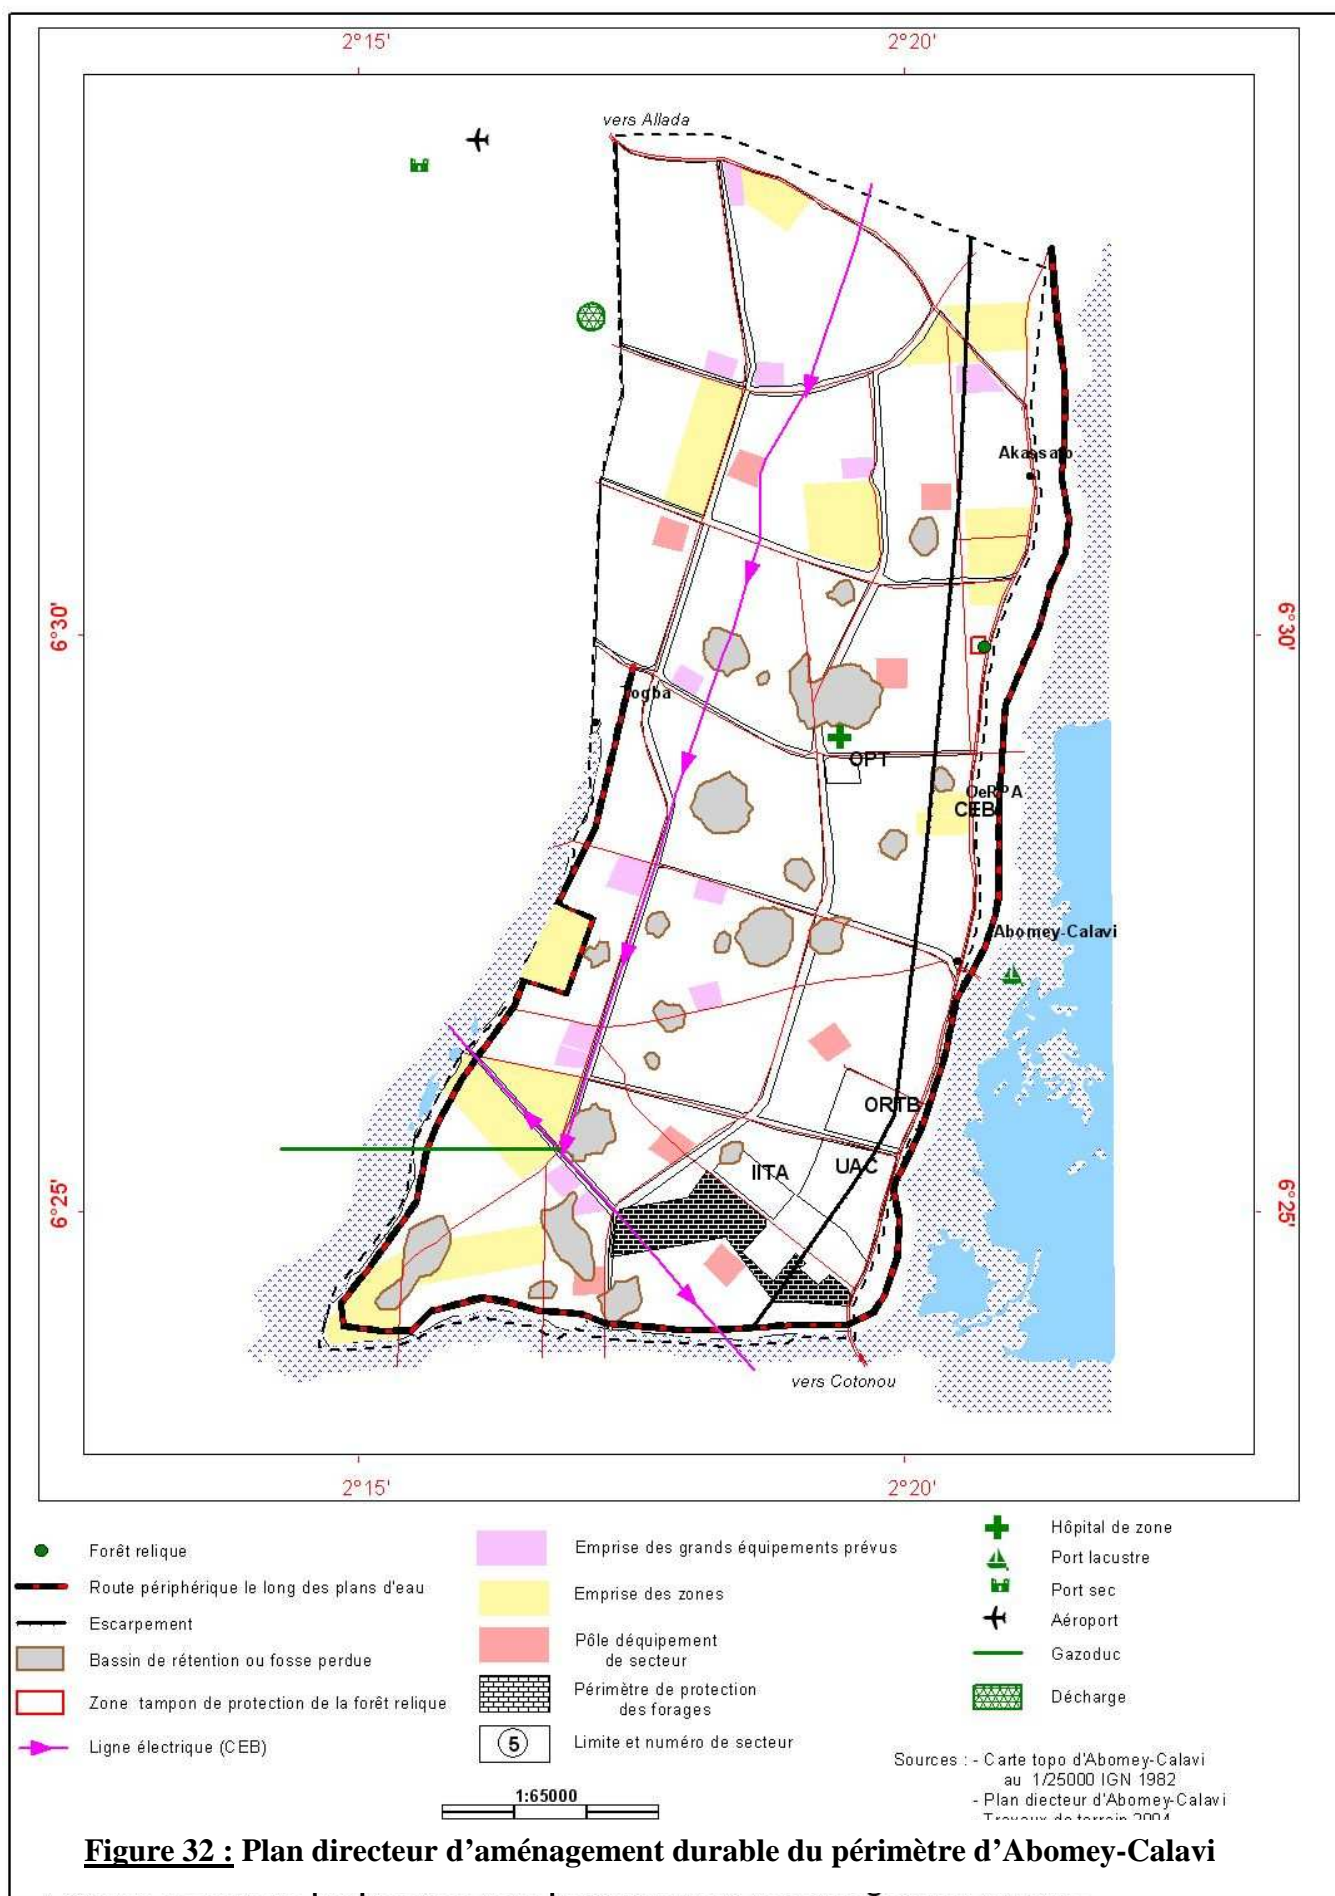 2°15'
2°20'
vers Allada
Akassato
6°30'
6°30'
Togba
OPT
OeRPA
CEB
Abomey-Calavi
ORTB
IITA
UAC
6°25'
6°25'
vers Cotonou
2°15'
2°20'
Forêt relique
Route périphérique le long des plans d'eau
Escarpement
Bassin de rétention ou fosse perdue
Zone tampon de protection de la forêt relique
Ligne électrique (CEB)
Emprise des grands équipements prévus
Emprise des zones
Pôle déquipement
de secteur
Périmètre de protection
des forages
5
Limite et numéro de secteur
1:65000
Hôpital de zone
Port lacustre
Port sec
Aéroport
Gazoduc
Décharge
Sources : - Carte topo d'Abomey-Calavi
au 1/25000 IGN 1982
- Plan diecteur d'Abomey-Calavi
- Travaux de terrain 2004
Figure 32 : Plan directeur d'aménagement durable du périmètre d'Abomey-Calavi